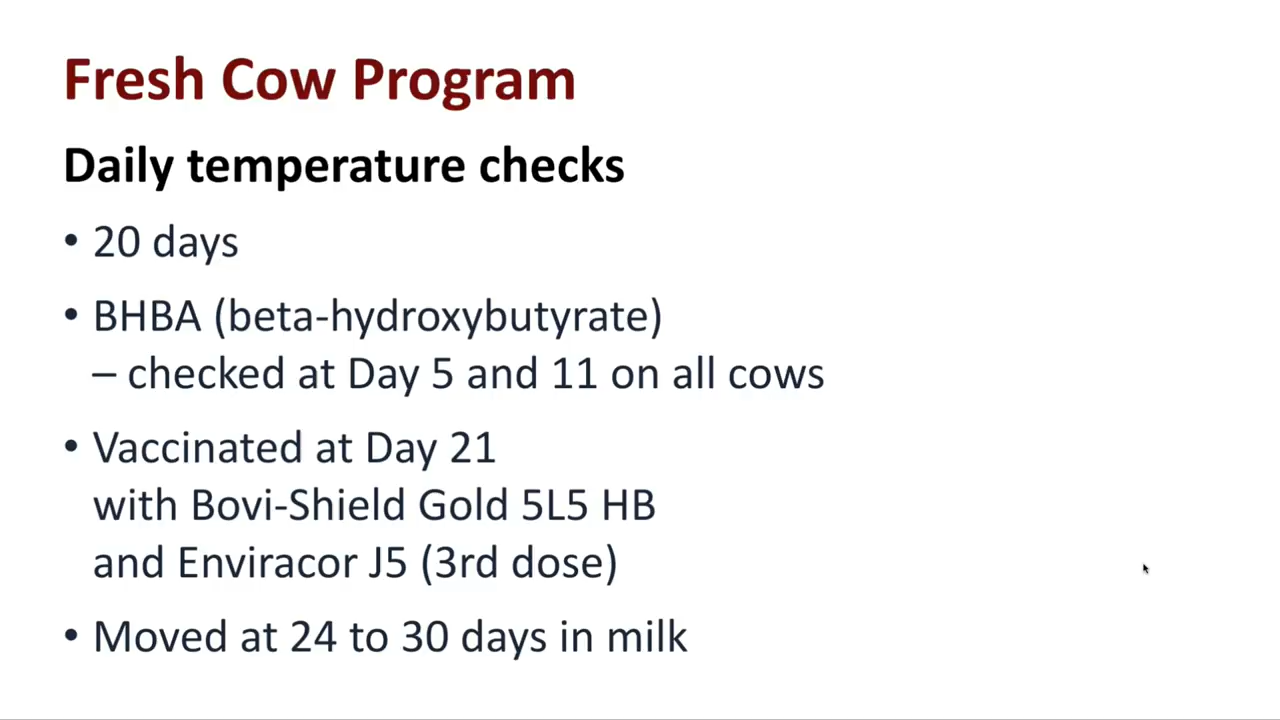 Fresh Cow Program
Daily temperature checks
• 20 days
• BHBA (beta-hydroxybutyrate)
– checked at Day 5 and 11 on all cows
• Vaccinated at Day 21
with Bovi-Shield Gold 5L5 HB
and Enviracor J5 (3rd dose)
• Moved at 24 to 30 days in milk